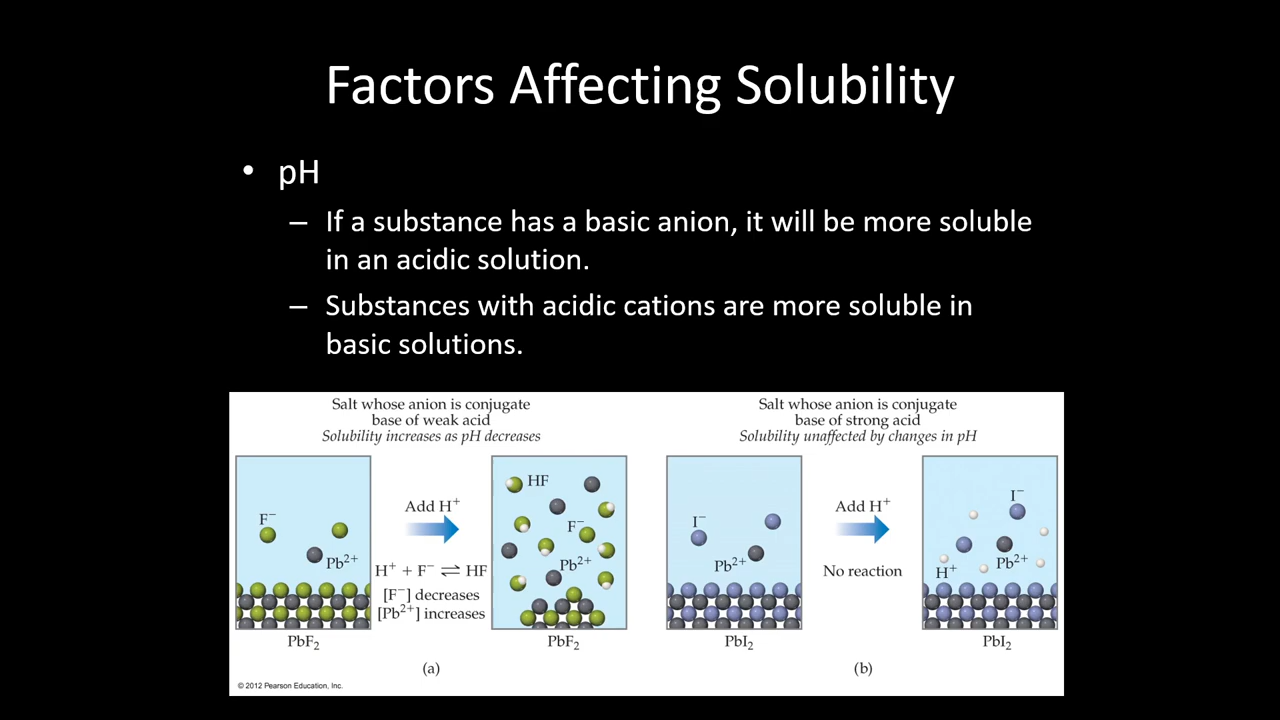 Factors Affecting Solubility
• pH
– If a substance has a basic anion, it will be more soluble
in an acidic solution.
– Substances with acidic cations are more soluble in
basic solutions.
Salt whose anion is conjugate
base of weak acid
Solubility increases as pH decreases
F⁻
Pb²⁺
PbF₂
Add H⁺
H⁺ + F⁻ ⇌ HF
[F⁻] decreases
[Pb²⁺] increases
HF
F⁻
Pb²⁺
PbF₂
(a)
Salt whose anion is conjugate
base of strong acid
Solubility unaffected by changes in pH
I⁻
Pb²⁺
PbI₂
Add H⁺
No reaction
I⁻
Pb²⁺
H⁺
PbI₂
(b)
© 2012 Pearson Education, Inc.